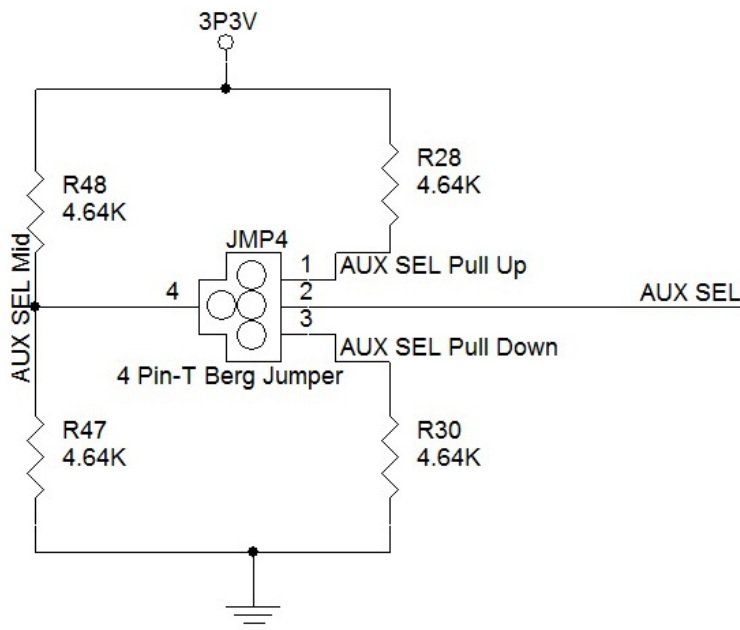 3P3V
R48
4.64K
R28
4.64K
JMP4
1
AUX SEL Pull Up
4
2
AUX SEL
3
AUX SEL Pull Down
AUX SEL Mid
4 Pin-T Berg Jumper
R47
4.64K
R30
4.64K